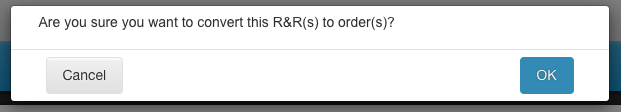 Are you sure you want to convert this R&R(s) to order(s)?
Cancel
OK